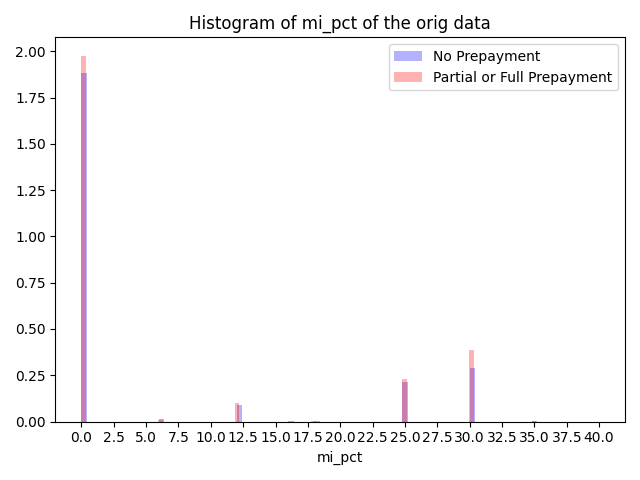 Histogram of mi_pct of the orig data
No Prepayment
Partial or Full Prepayment
2.00
1.75
1.50
1.25
1.00
0.75
0.50
0.25
0.00
0.0 2.5 5.0 7.5 10.0 12.5 15.0 17.5 20.0 22.5 25.0 27.5 30.0 32.5 35.0 37.5 40.0
mi_pct